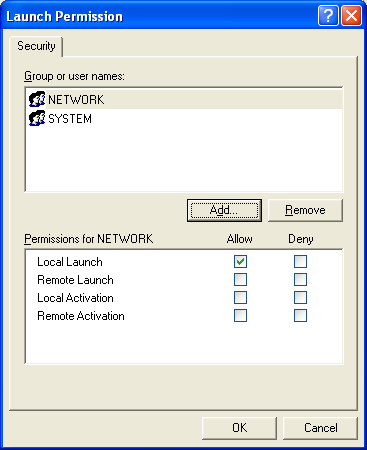 Launch Permission
Security
Group or user names:
NETWORK
SYSTEM
Add...
Remove
Permissions for NETWORK Allow Deny
Local Launch
Remote Launch
Local Activation
Remote Activation
OK
Cancel